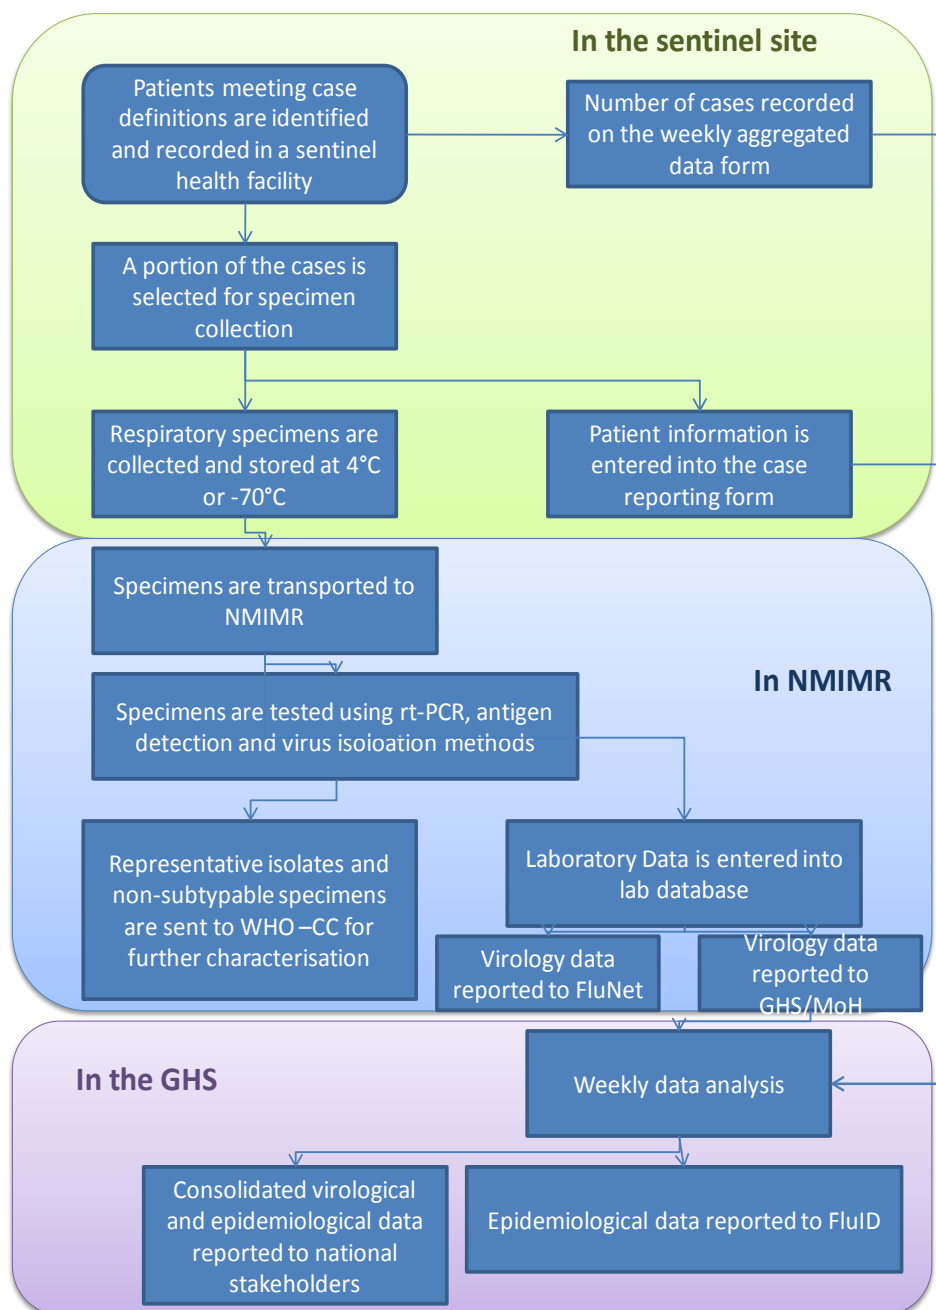 In the sentinel site
Patients meeting case
definitions are identified
and recorded in a sentinel
health facility
Number of cases recorded
on the weekly aggregated
data form
A portion of the cases is
selected for specimen
collection
Respiratory specimens are
collected and stored at 4°C
or -70°C
Patient information is
entered into the case
reporting form
Specimens are transported to
NMIMR
In NMIMR
Specimens are tested using rt-PCR, antigen
detection and virus isoloation methods
Representative isolates and
non-subtypable specimens
are sent to WHO –CC for
further characterisation
Laboratory Data is entered into
lab database
Virology data
reported to FluNet
Virology data
reported to
GHS/MoH
In the GHS
Weekly data analysis
Consolidated virological
and epidemiological data
reported to national
stakeholders
Epidemiological data reported to FluID